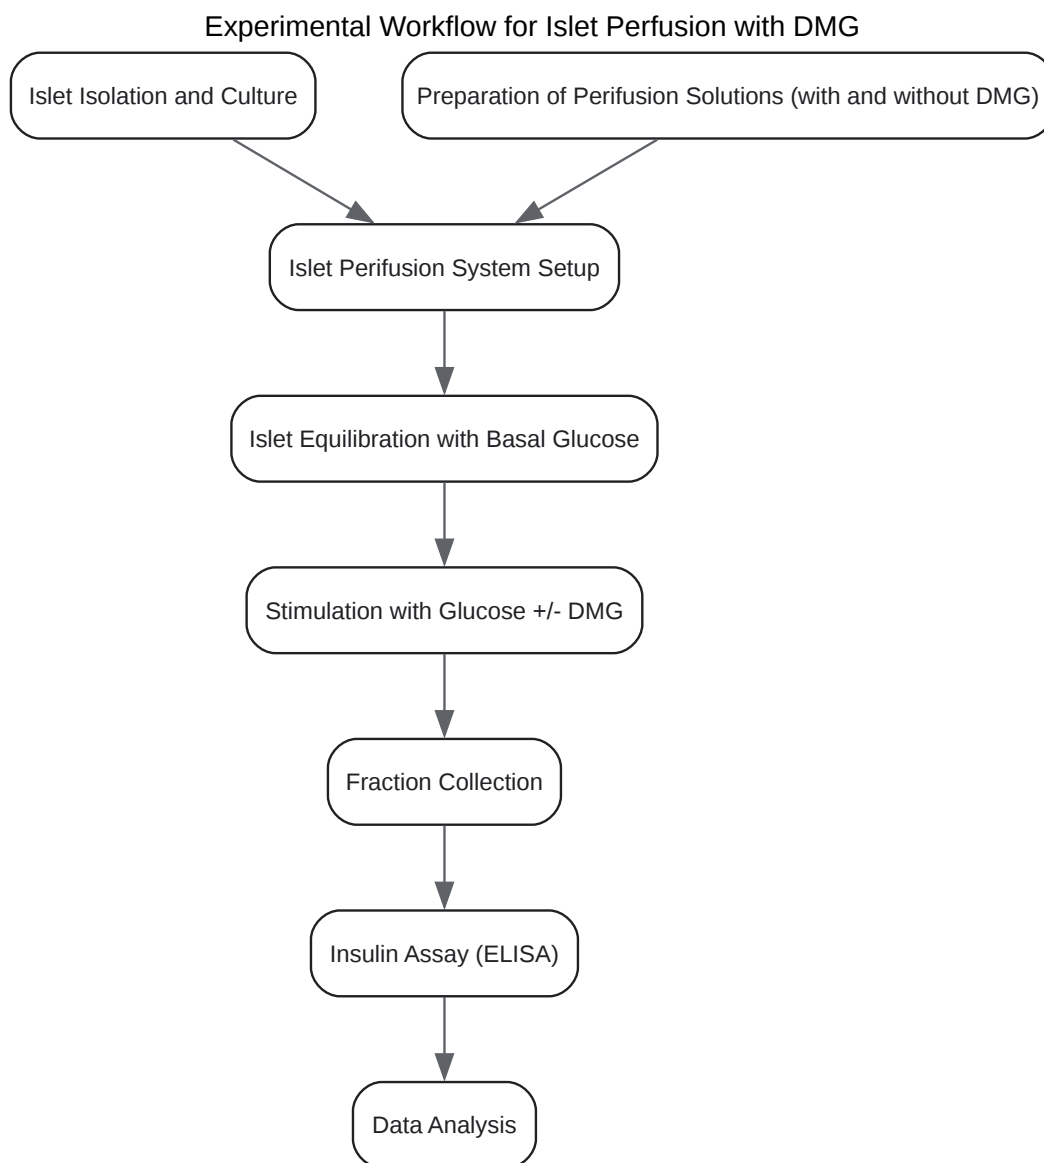 Experimental Workflow for Islet Perfusion with DMG
Islet Isolation and Culture
Preparation of Perifusion Solutions (with and without DMG)
Islet Perifusion System Setup
Islet Equilibration with Basal Glucose
Stimulation with Glucose +/- DMG
Fraction Collection
Insulin Assay (ELISA)
Data Analysis